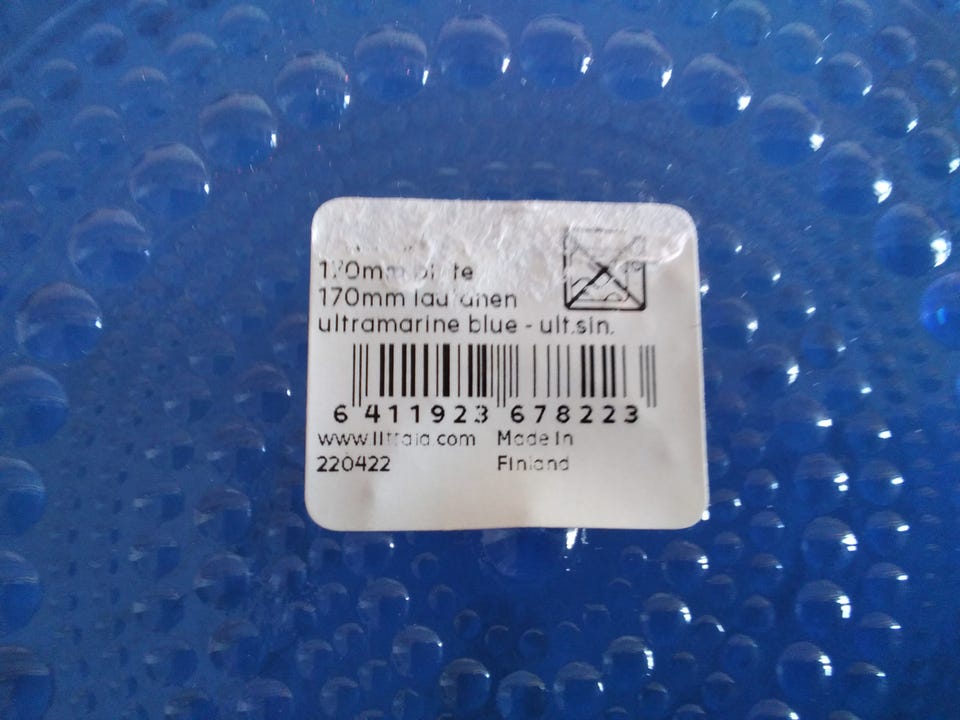 170mm plate
170mm lautanen
ultramarine blue - ult.sin.
6 411923 678223
www.iittala.com Made in
220422 Finland